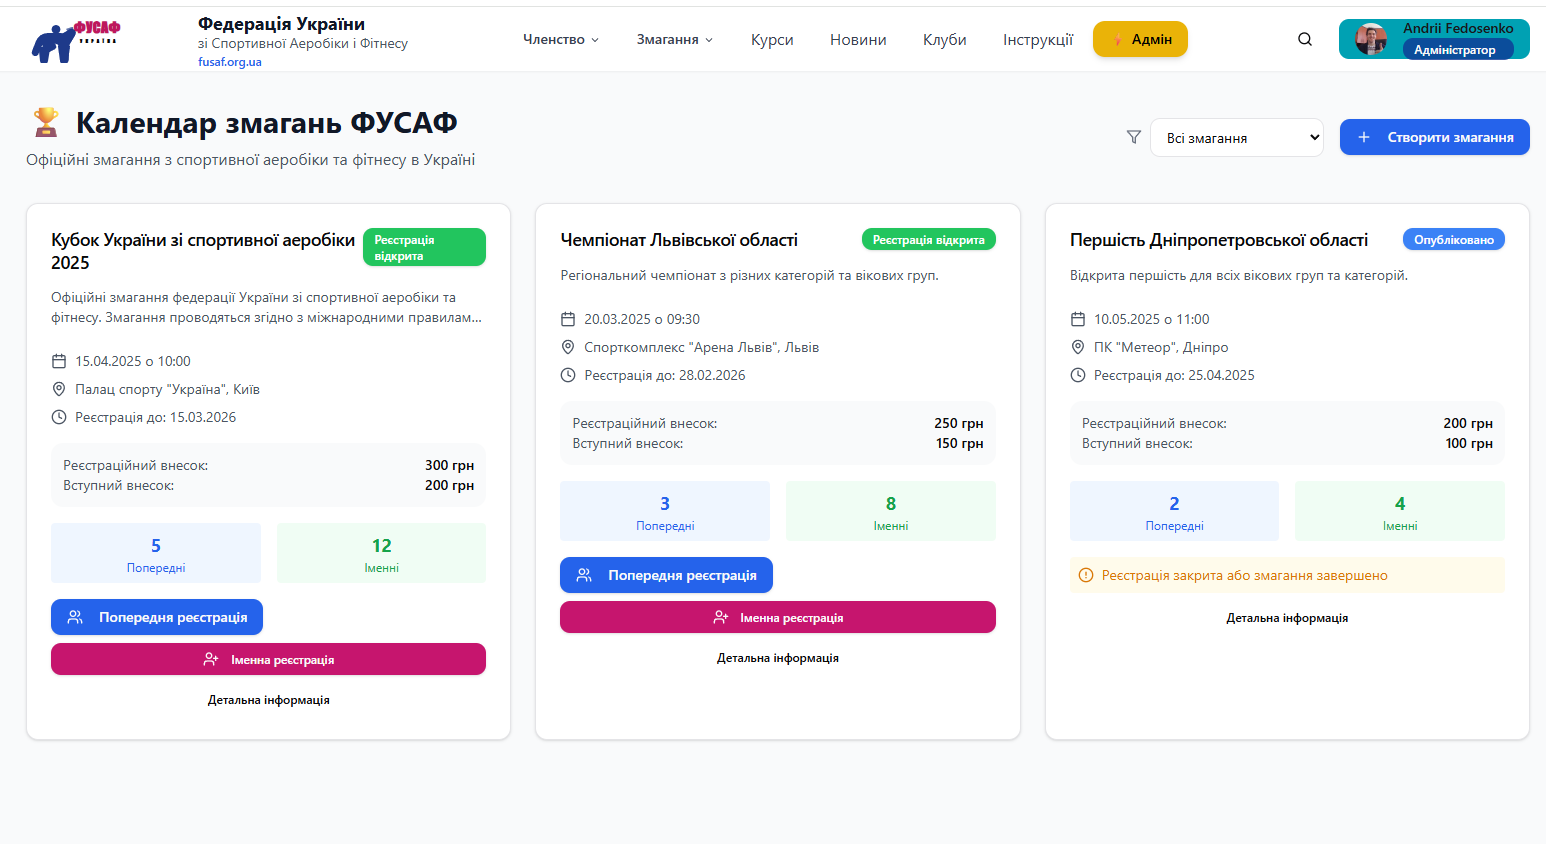 ФУСАФ
УКРАЇНА
Федерація України
зі Спортивної Аеробіки і Фітнесу
fusaf.org.ua
Членство
Змагання
Курси
Новини
Клуби
Інструкції
Адмін
Andrii Fedosenko
Адміністратор
Календар змагань ФУСАФ
Офіційні змагання з спортивної аеробіки та фітнесу в Україні
Всі змагання
Створити змагання
Кубок України зі спортивної аеробіки
2025
Реєстрація
відкрита
Офіційні змагання федерації України зі спортивної аеробіки та
фітнесу. Змагання проводяться згідно з міжнародними правилам...
15.04.2025 о 10:00
Палац спорту "Україна", Київ
Реєстрація до: 15.03.2026
Реєстраційний внесок: 300 грн
Вступний внесок: 200 грн
5
Попередні
12
Іменні
Попередня реєстрація
Іменна реєстрація
Детальна інформація
Чемпіонат Львівської області
Реєстрація відкрита
Регіональний чемпіонат з різних категорій та вікових груп.
20.03.2025 о 09:30
Спорткомплекс "Арена Львів", Львів
Реєстрація до: 28.02.2026
Реєстраційний внесок: 250 грн
Вступний внесок: 150 грн
3
Попередні
8
Іменні
Попередня реєстрація
Іменна реєстрація
Детальна інформація
Першість Дніпропетровської області
Опубліковано
Відкрита першість для всіх вікових груп та категорій.
10.05.2025 о 11:00
ПК "Метеор", Дніпро
Реєстрація до: 25.04.2025
Реєстраційний внесок: 200 грн
Вступний внесок: 100 грн
2
Попередні
4
Іменні
Реєстрація закрита або змагання завершено
Детальна інформація